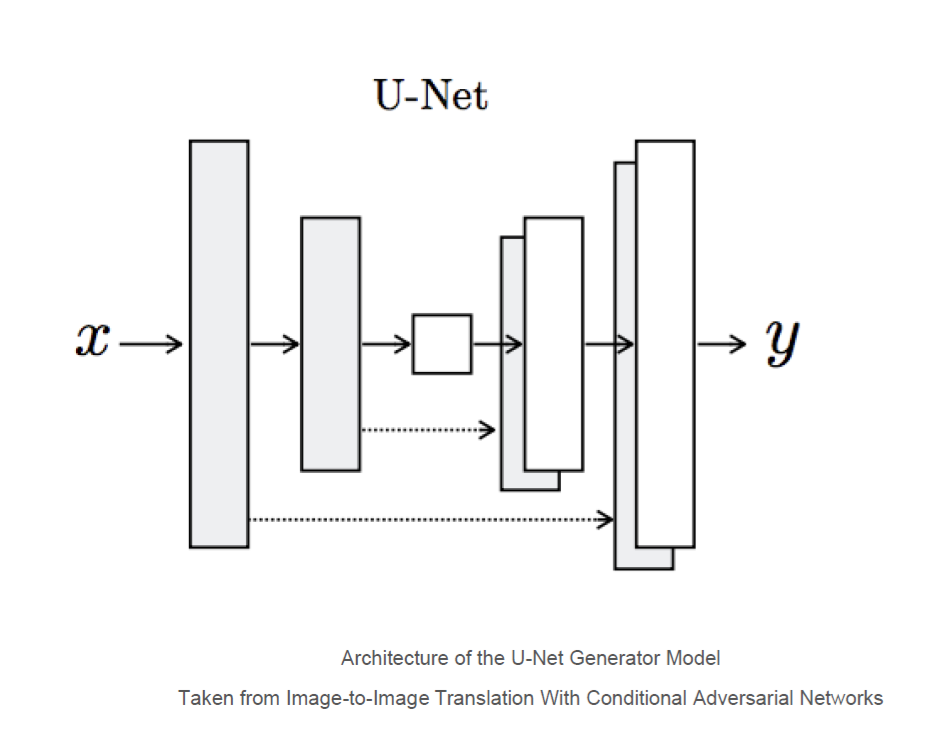 U-Net
x
y
Architecture of the U-Net Generator Model
Taken from Image-to-Image Translation With Conditional Adversarial Networks